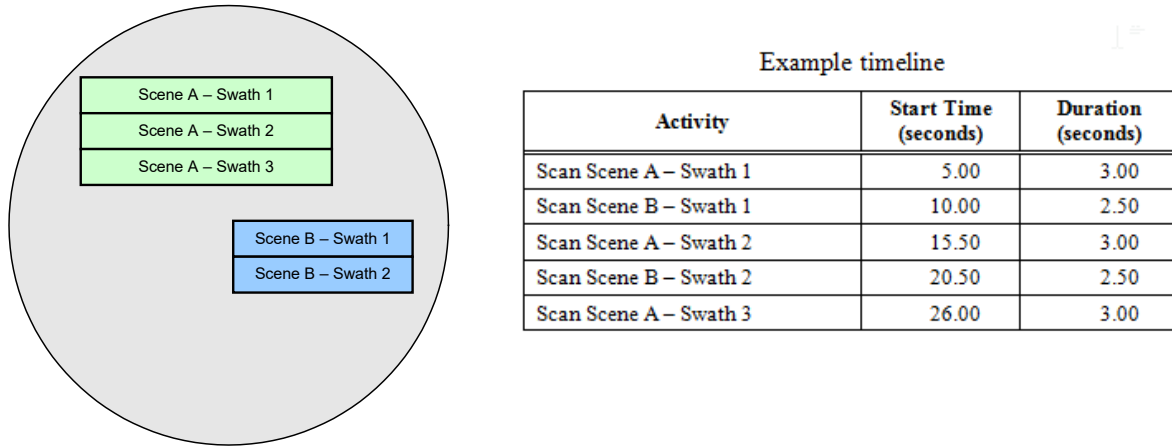 Scene A – Swath 1
Scene A – Swath 2
Scene A – Swath 3
Scene B – Swath 1
Scene B – Swath 2
Example timeline
Activity Start Time (seconds) Duration (seconds)
Scan Scene A – Swath 1 5.00 3.00
Scan Scene B – Swath 1 10.00 2.50
Scan Scene A – Swath 2 15.50 3.00
Scan Scene B – Swath 2 20.50 2.50
Scan Scene A – Swath 3 26.00 3.00